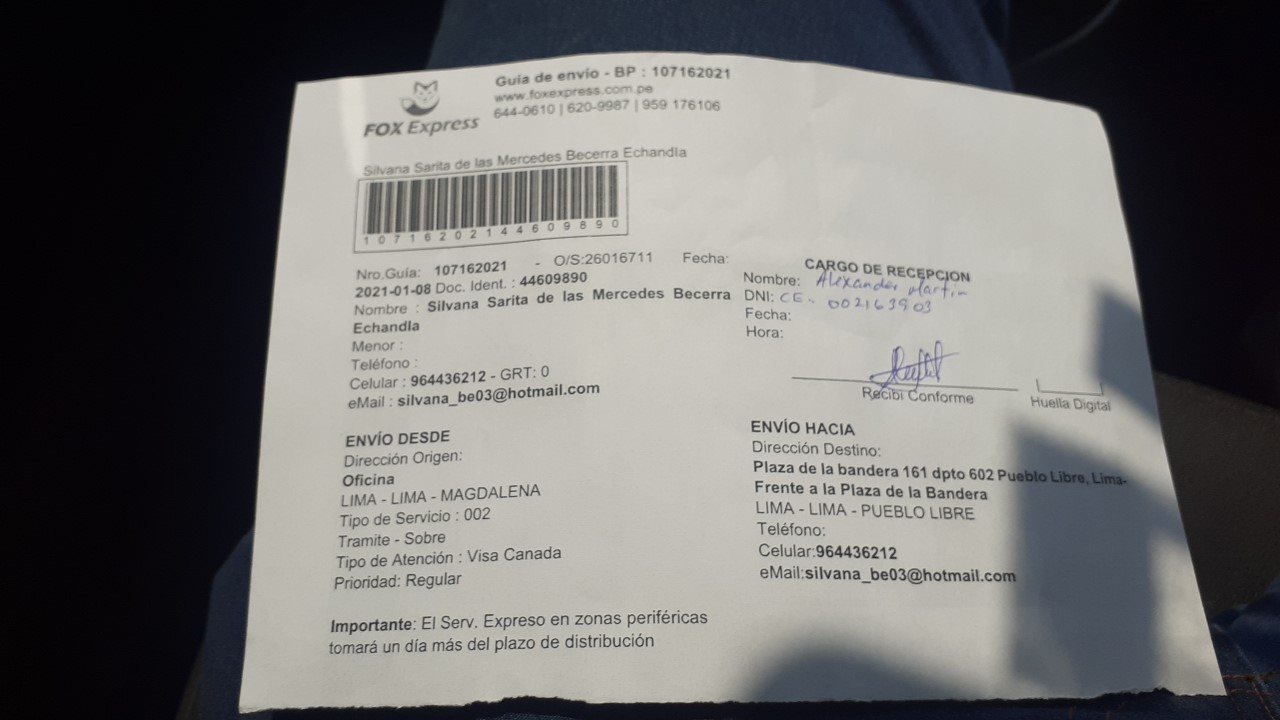 FOX Express
Guía de envío - BP : 107162021
www.foxexpress.com.pe
644-0610 | 620-9987 | 959 176106
Silvana Sarita de las Mercedes Becerra Echandía
10716202144609890
Nro.Guía: 107162021 - O/S:26016711 Fecha:
2021-01-08 Doc. Ident. : 44609890
Nombre : Silvana Sarita de las Mercedes Becerra
Echandía
Menor :
Teléfono :
Celular : 964436212 - GRT: 0
eMail : silvana_be03@hotmail.com
CARGO DE RECEPCION
Nombre: Alexander Martin
DNI: CE. 002163903
Fecha:
Hora:
Recibi Conforme
Huella Digital
ENVÍO DESDE
Dirección Origen:
Oficina
LIMA - LIMA - MAGDALENA
Tipo de Servicio : 002
Tramite - Sobre
Tipo de Atención : Visa Canada
Prioridad: Regular
ENVÍO HACIA
Dirección Destino:
Plaza de la bandera 161 dpto 602 Pueblo Libre, Lima-
Frente a la Plaza de la Bandera
LIMA - LIMA - PUEBLO LIBRE
Teléfono:
Celular:964436212
eMail:silvana_be03@hotmail.com
Importante: El Serv. Expreso en zonas periféricas
tomará un día más del plazo de distribución